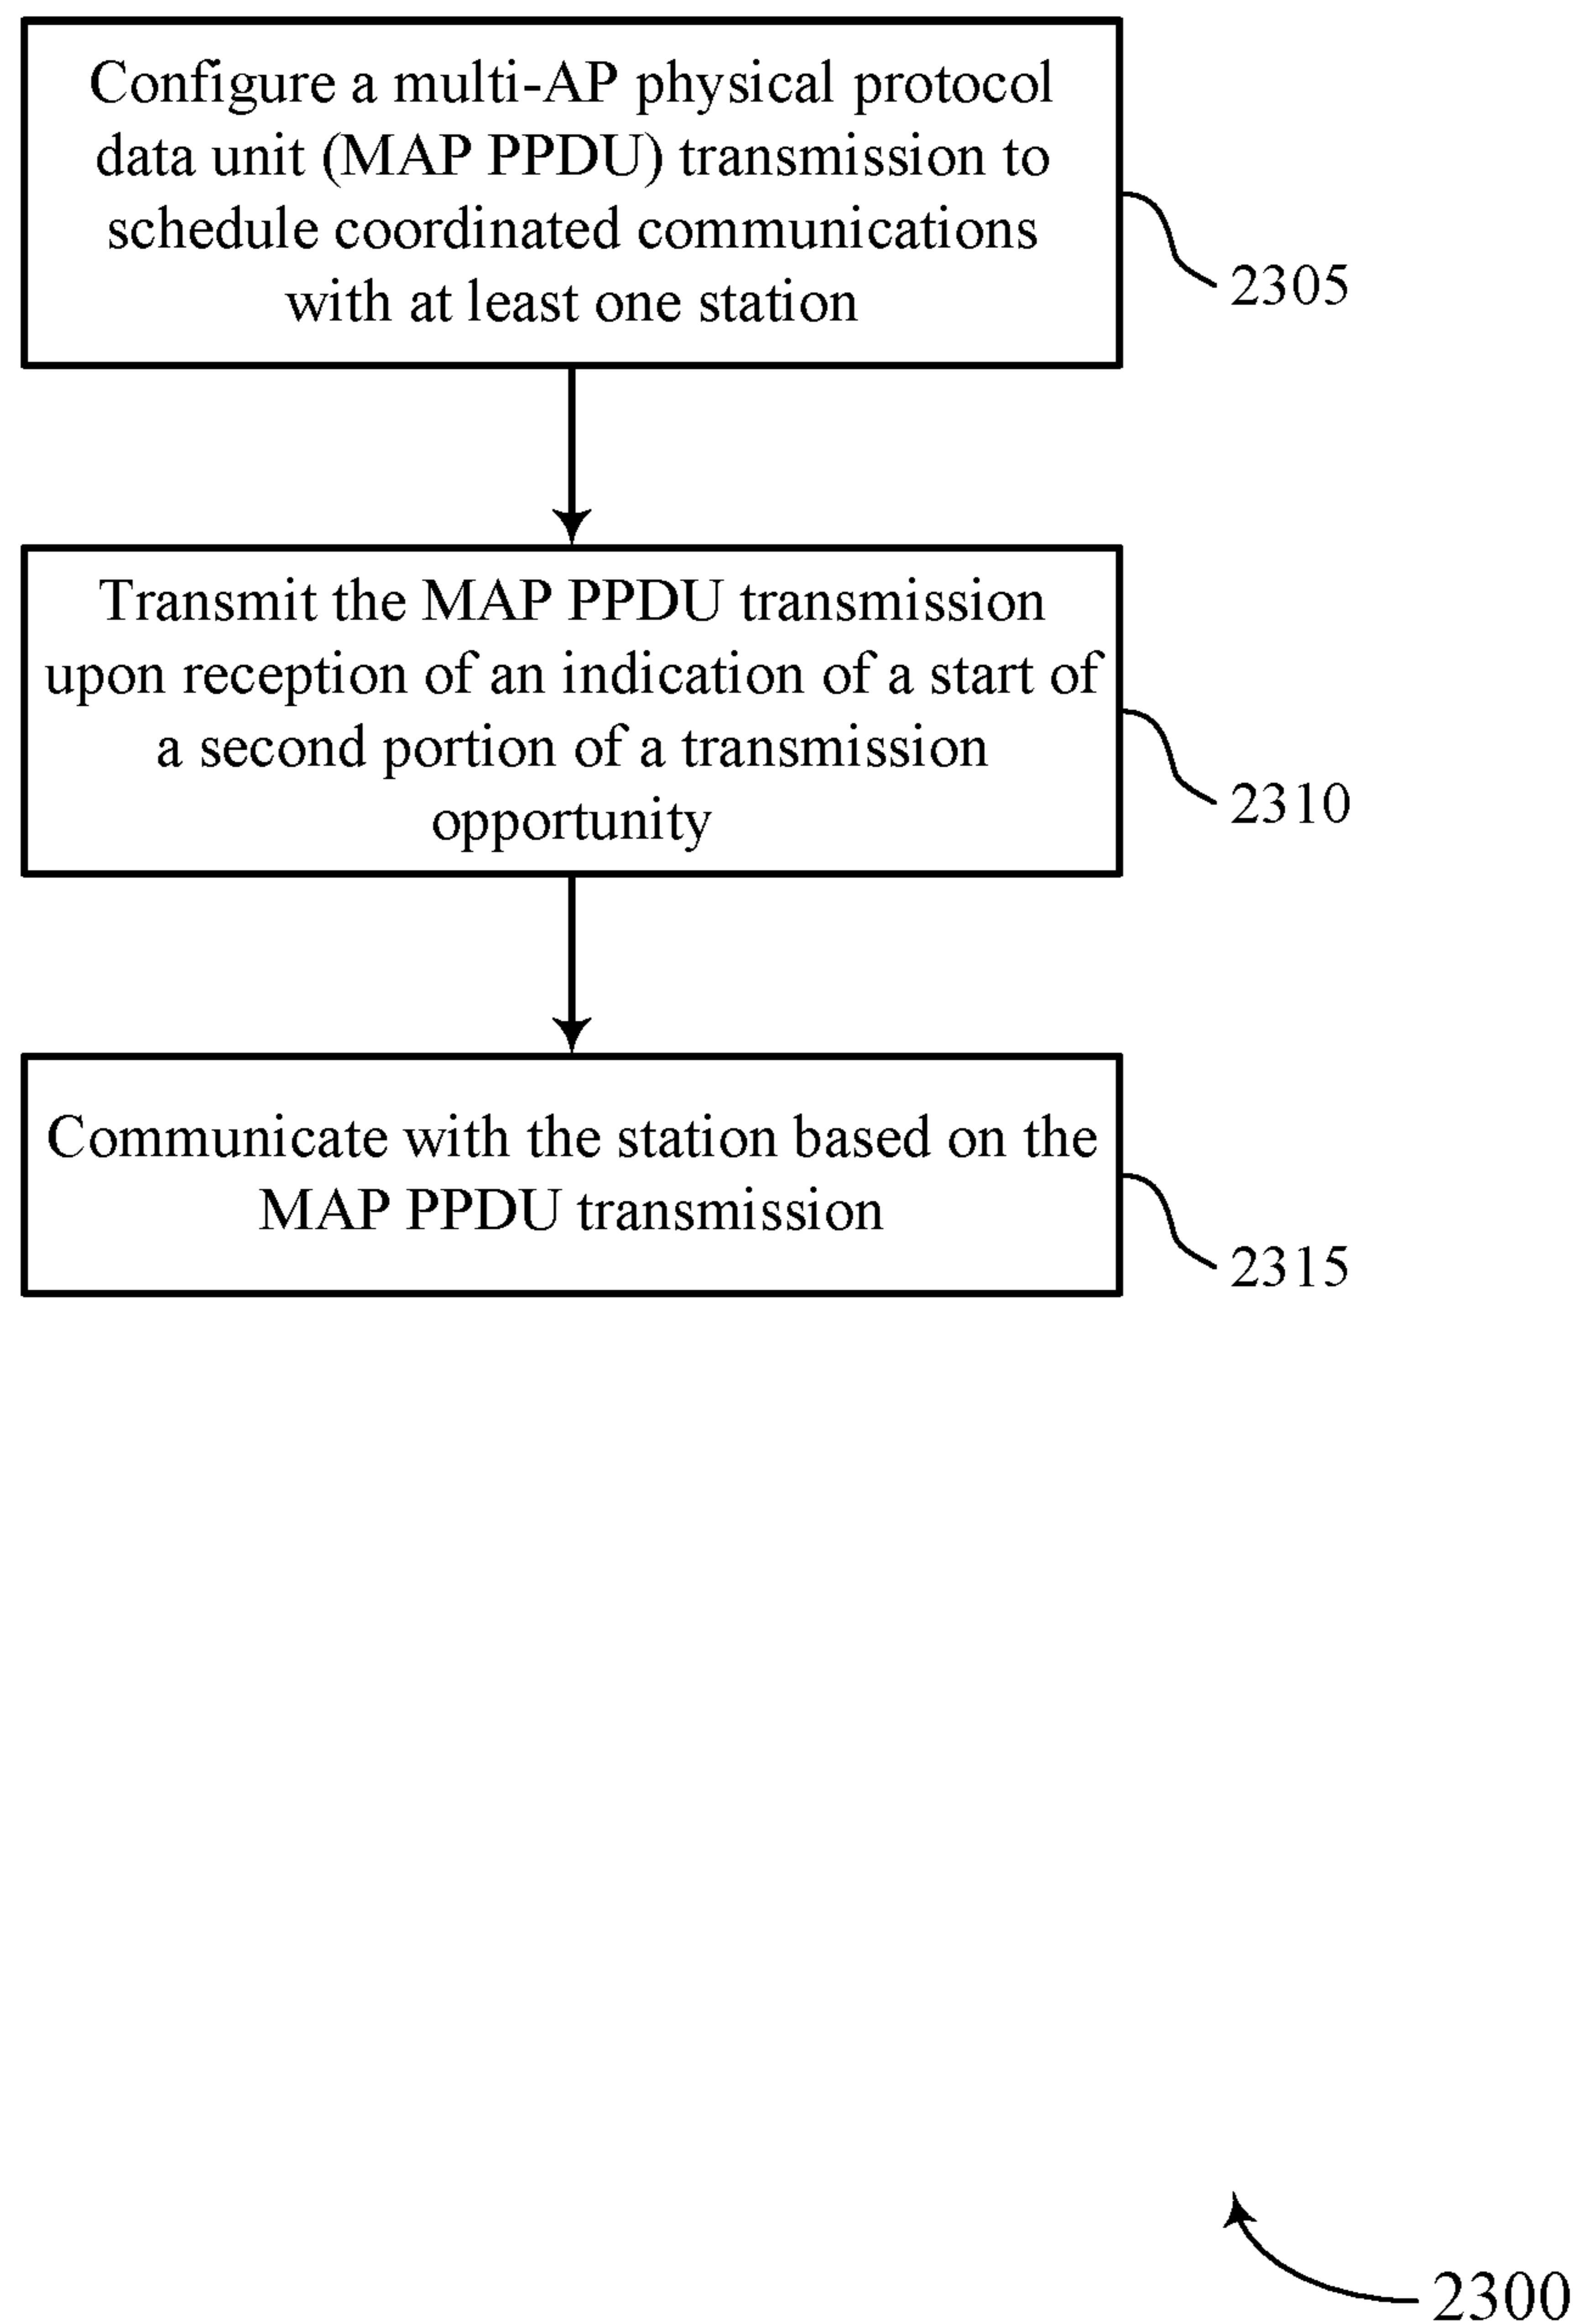 Configure a multi-AP physical protocol
data unit (MAP PPDU) transmission to
schedule coordinated communications
with at least one station
2305
Transmit the MAP PPDU transmission
upon reception of an indication of a start of
a second portion of a transmission
opportunity
2310
Communicate with the station based on the
MAP PPDU transmission
2315
2300